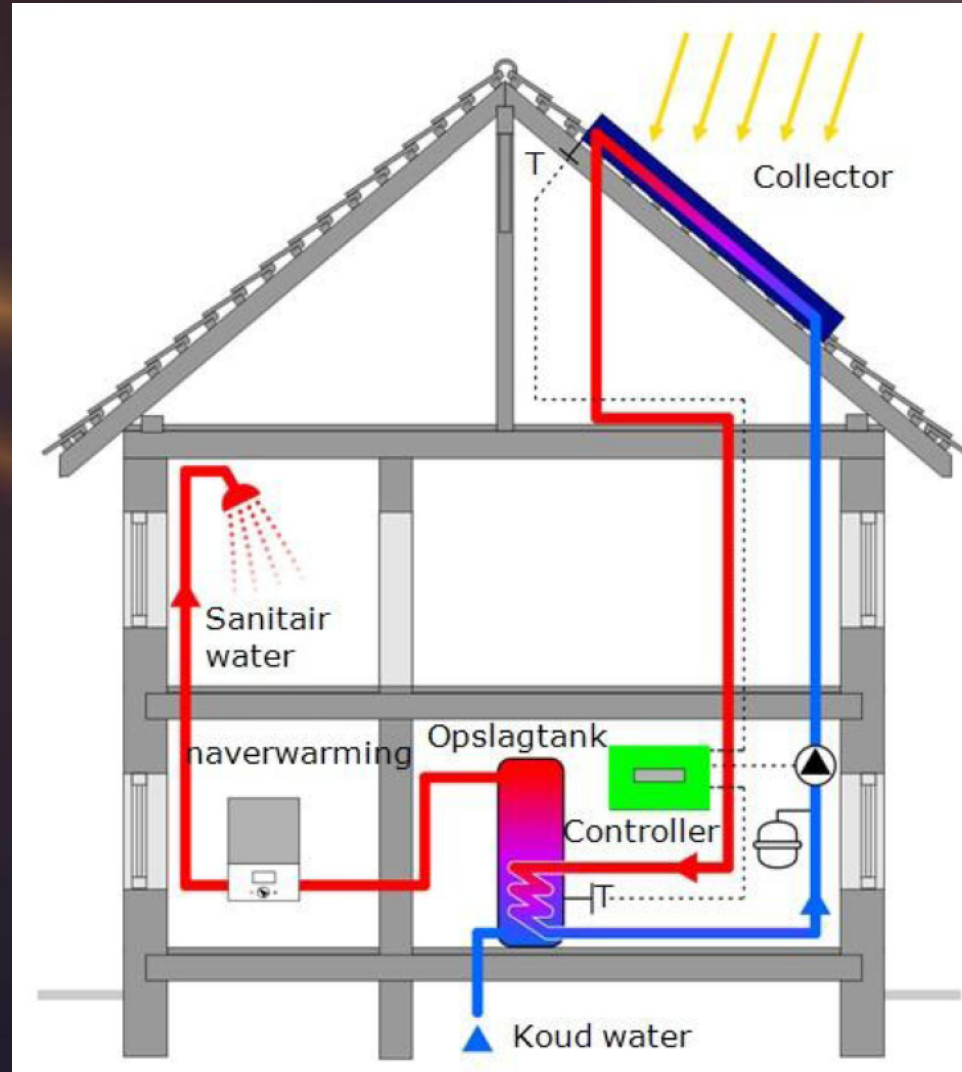 T
Collector
Sanitair
water
naverwarming
Opslagtank
Controller
T
Koud water